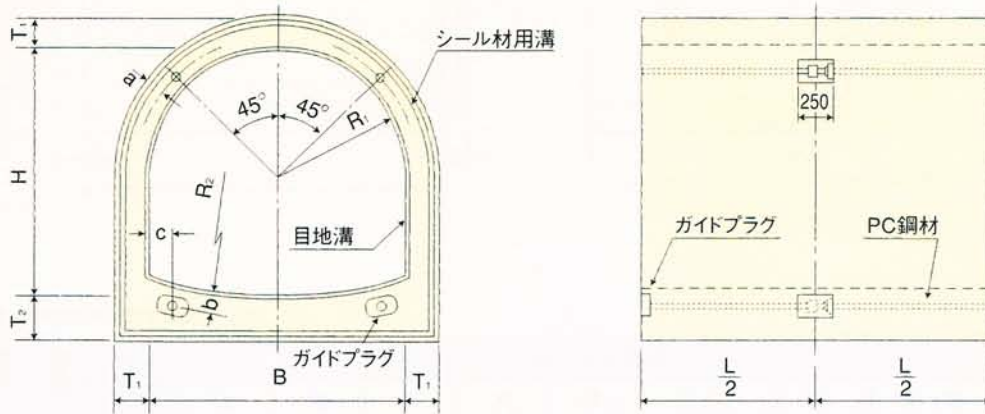 T₁
a
シール材用溝
45°
45°
R₁
H
R₂
c
目地溝
b
T₂
ガイドプラグ
T₁
B
T₁
250
ガイドプラグ
PC鋼材
L/2
L/2